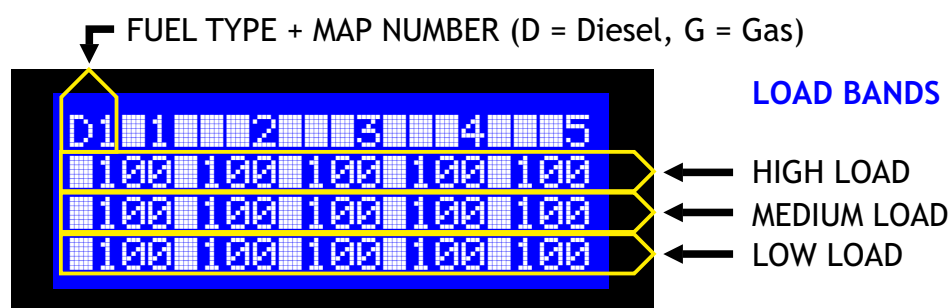 FUEL TYPE + MAP NUMBER (D = Diesel, G = Gas)
LOAD BANDS
D1 1 2 3 4 5
100 100 100 100 100 HIGH LOAD
100 100 100 100 100 MEDIUM LOAD
100 100 100 100 100 LOW LOAD